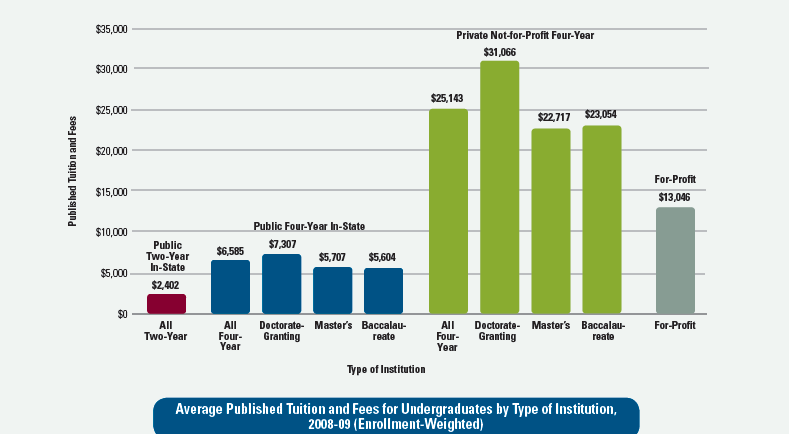 $35,000
$30,000
$25,000
$20,000
$15,000
$10,000
$5,000
$0
Published Tuition and Fees
Public
Two-Year
In-State
$2,402
Public Four-Year In-State
$6,585
$7,307
$5,707
$5,604
Private Not-for-Profit Four-Year
$25,143
$31,066
$22,717
$23,054
For-Profit
$13,046
All
Two-Year
All
Four-
Year
Doctorate-
Granting
Master's
Baccalau-
reate
All
Four-
Year
Doctorate-
Granting
Master's
Baccalau-
reate
For-Profit
Type of Institution
Average Published Tuition and Fees for Undergraduates by Type of Institution,
2008-09 (Enrollment-Weighted)